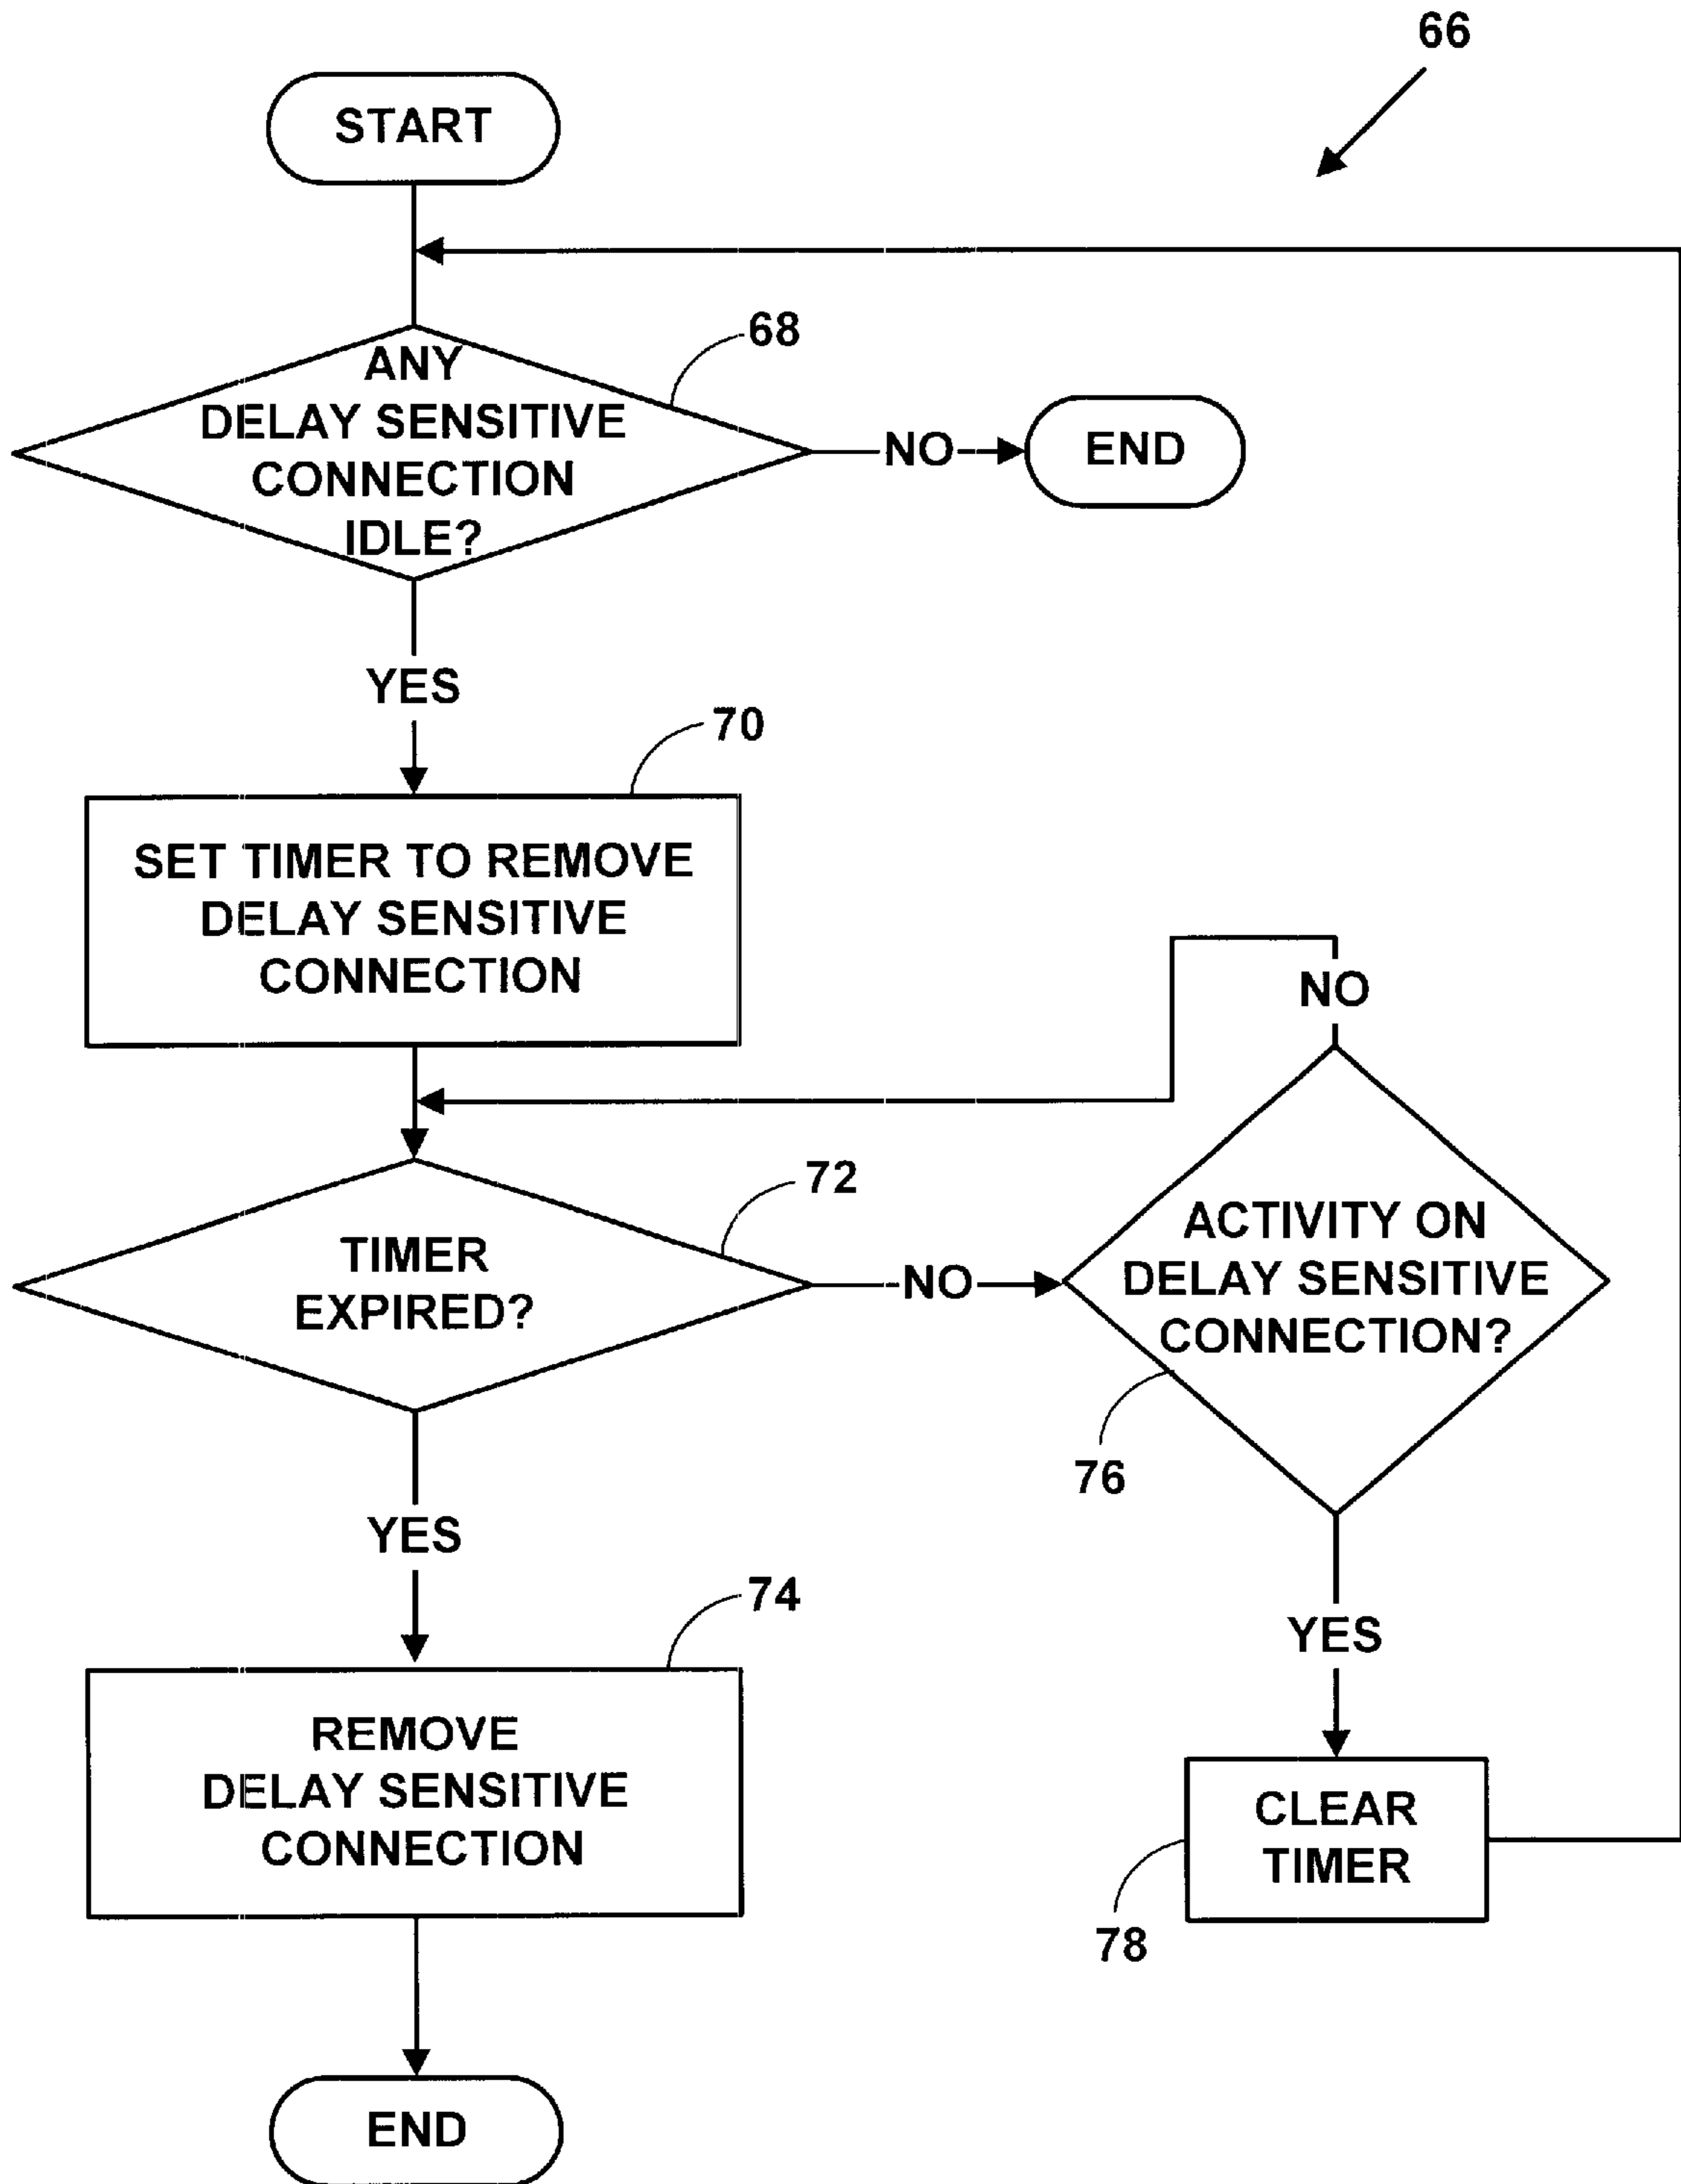 66
START
68
ANY
DELAY SENSITIVE
CONNECTION
IDLE?
NO
END
YES
70
SET TIMER TO REMOVE
DELAY SENSITIVE
CONNECTION
NO
72
TIMER
EXPIRED?
NO
ACTIVITY ON
DELAY SENSITIVE
CONNECTION?
76
YES
74
YES
REMOVE
DELAY SENSITIVE
CONNECTION
CLEAR
TIMER
78
END